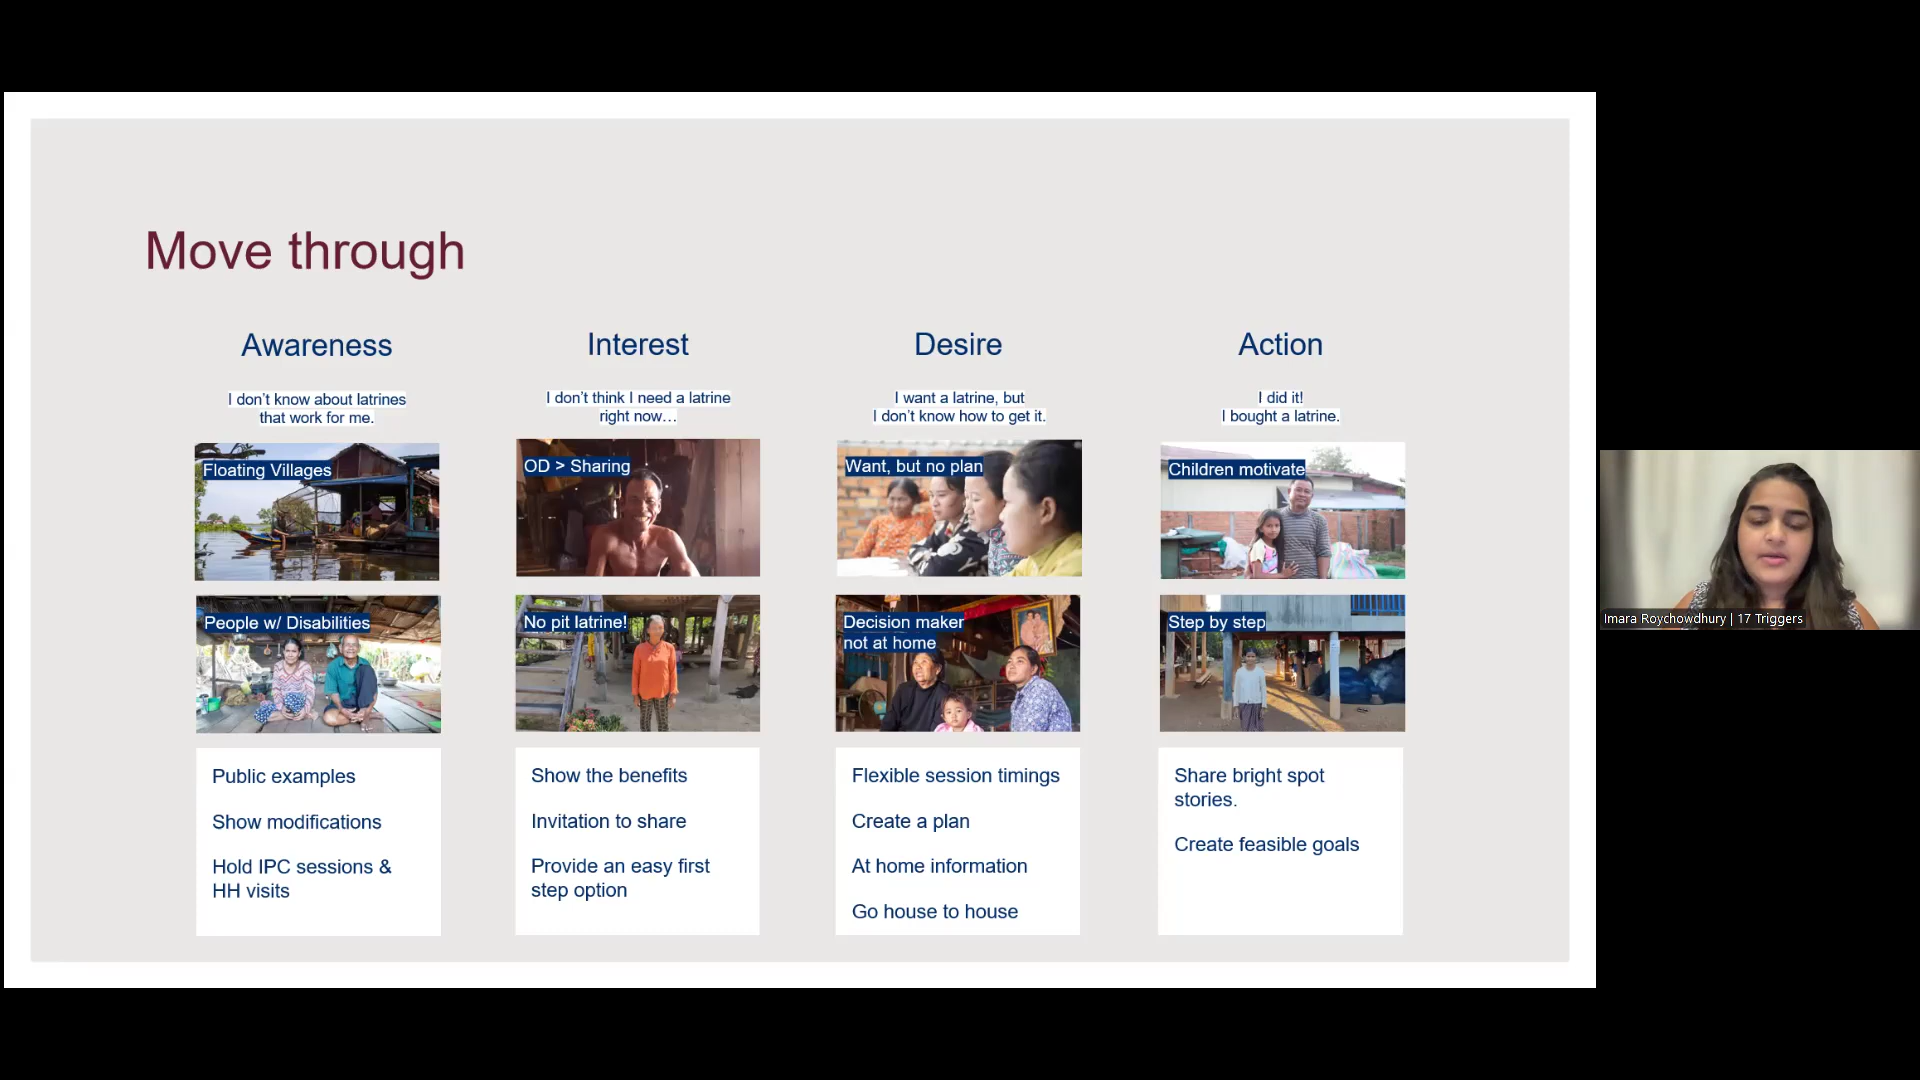 Move through
Awareness
I don't know about latrines
that work for me.
Floating Villages
People w/ Disabilities
Public examples
Show modifications
Hold IPC sessions &
HH visits
Interest
I don't think I need a latrine
right now…
OD > Sharing
No pit latrine!
Show the benefits
Invitation to share
Provide an easy first
step option
Desire
I want a latrine, but
I don't know how to get it.
Want, but no plan
Decision maker
not at home
Flexible session timings
Create a plan
At home information
Go house to house
Action
I did it!
I bought a latrine.
Children motivate
Step by step
Share bright spot
stories.
Create feasible goals
Imara Roychowdhury | 17 Triggers